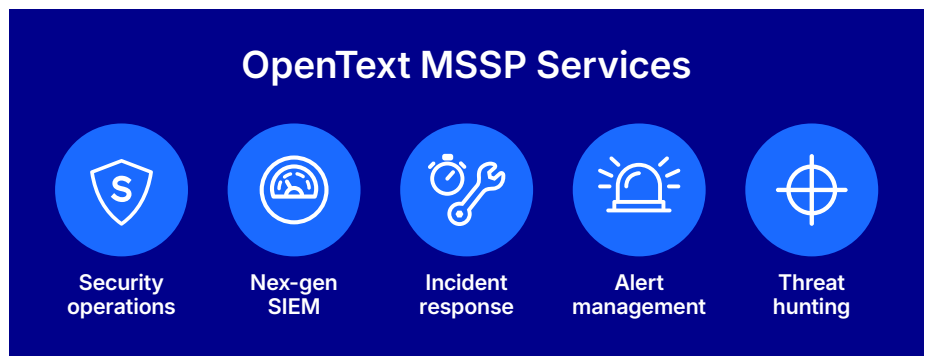 OpenText MSSP Services
S
Security
operations
Nex-gen
SIEM
Incident
response
Alert
management
Threat
hunting